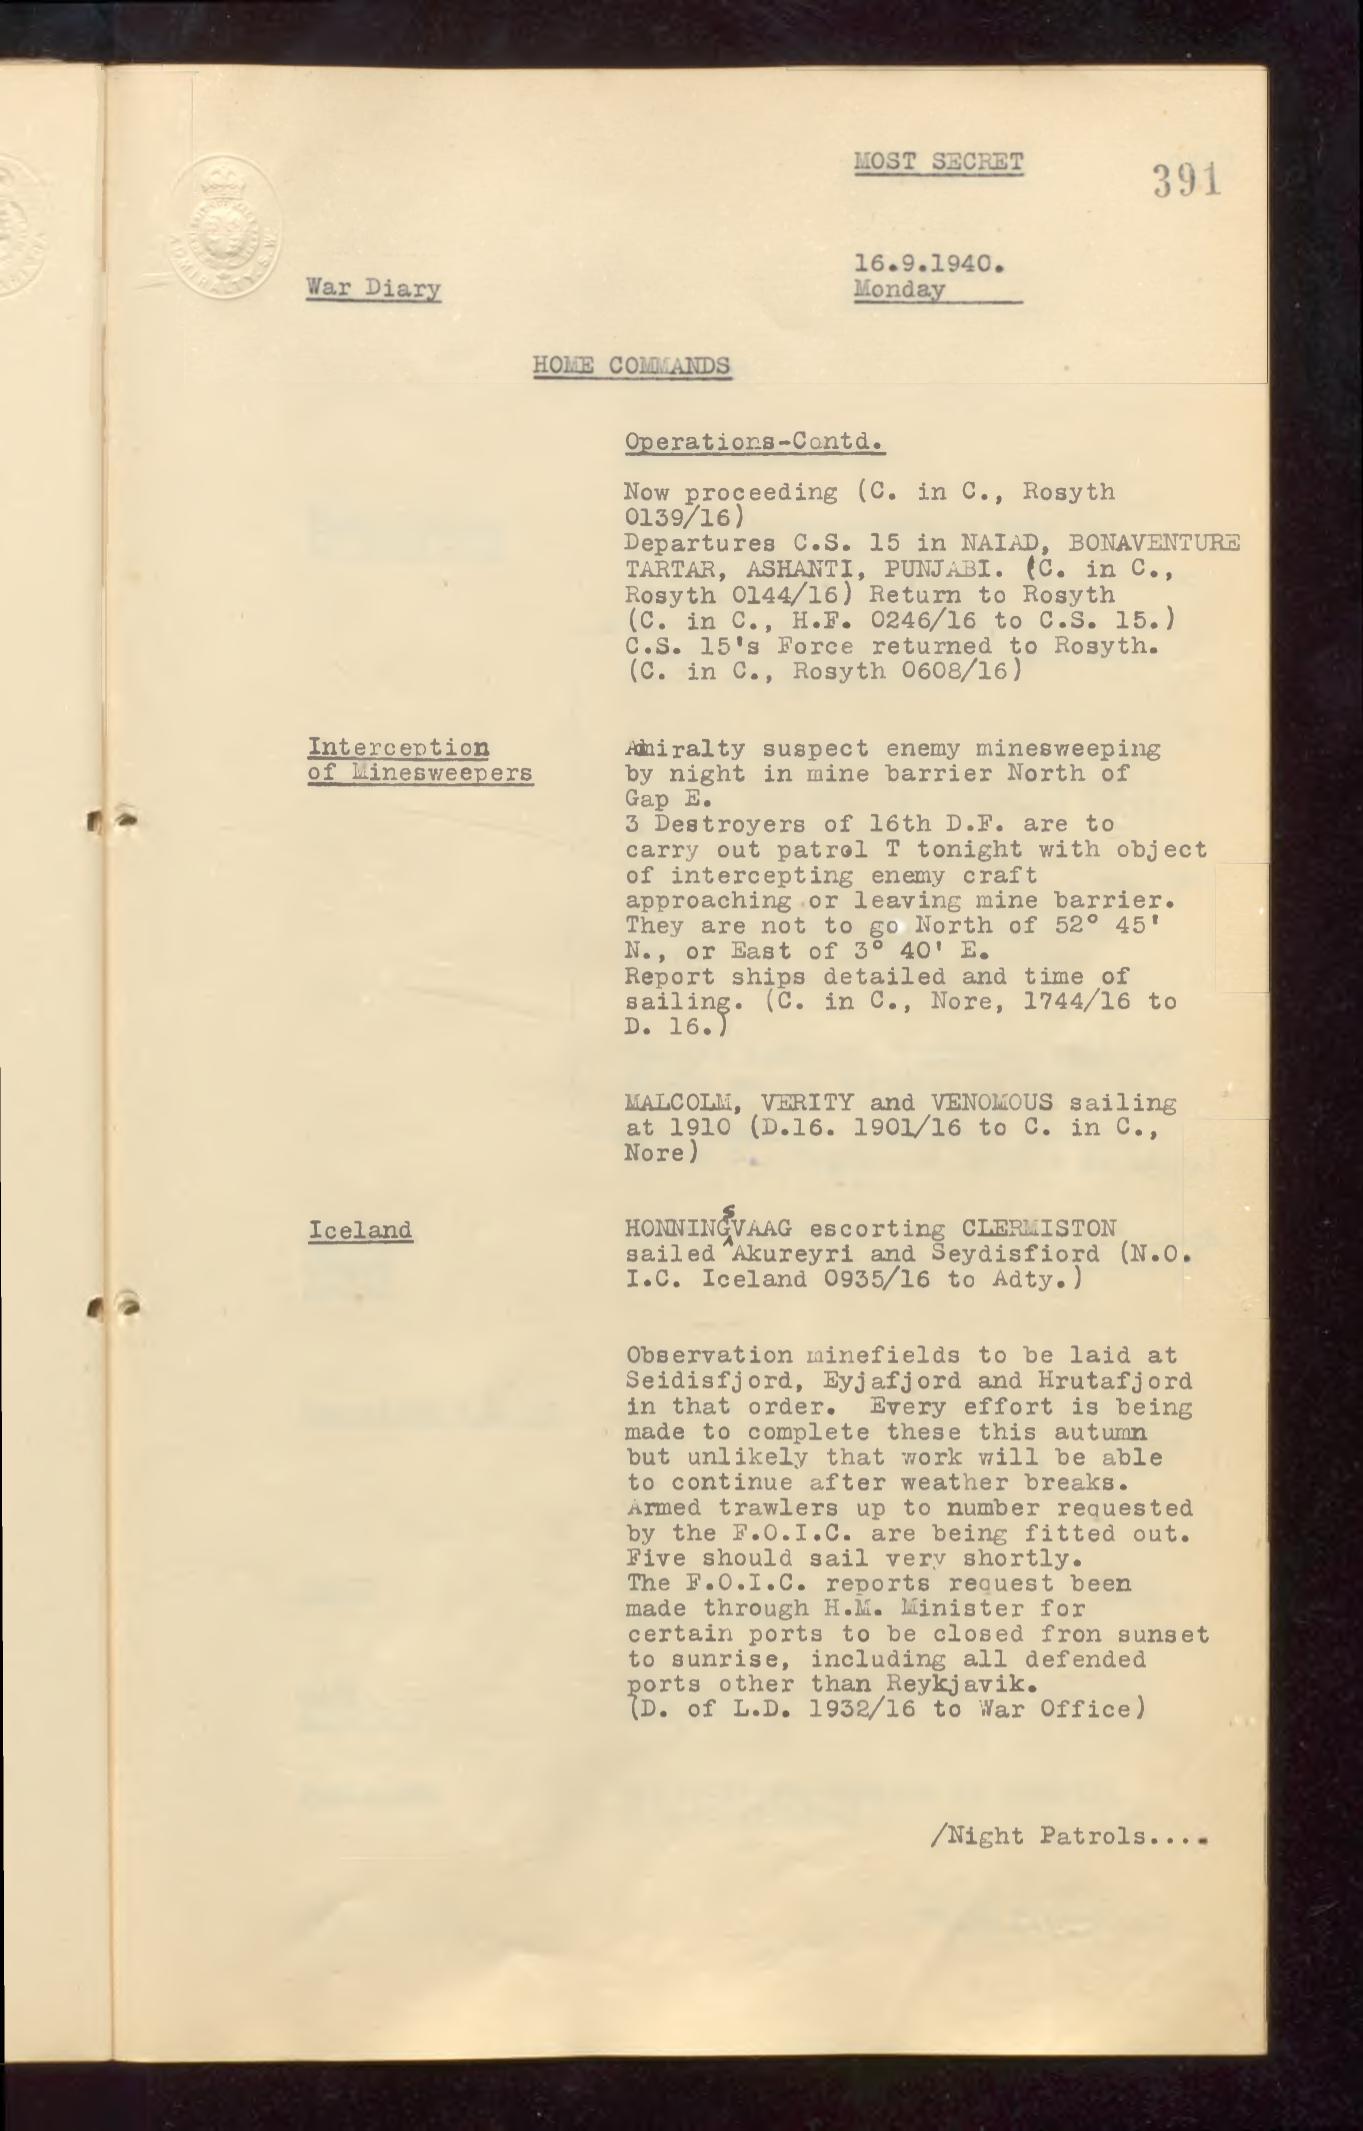 MOST SECRET
391
16.9.1940.
War Diary
Monday
HOME COMMANDS
Operations-Contd.
Now proceeding (C. in C., Rosyth
0139/16)
Departures C.S. 15 in NAIAD, BONAVENTURE
TARTAR, ASHANTI, PUNJABI. (C. in C.,
Rosyth 0144/16) Return to Rosyth
(C. in C., H.F. 0246/16 to C.S. 15.)
C.S. 15's Force returned to Rosyth.
(C. in C., Rosyth 0608/16)
Interception
of Minesweepers
Admiralty suspect enemy minesweeping
by night in mine barrier North of
Gap E.
3 Destroyers of 16th D.F. are to
carry out patrol T tonight with object
of intercepting enemy craft
approaching or leaving mine barrier.
They are not to go North of 52° 45'
N., or East of 3° 40' E.
Report ships detailed and time of
sailing. (C. in C., Nore, 1744/16 to
D. 16.)
MALCOLM, VERITY and VENOMOUS sailing
at 1910 (D.16. 1901/16 to C. in C.,
Nore)
Iceland
HONNINGSVAAG escorting CLERMISTON
sailed Akureyri and Seydisfiord (N.O.
I.C. Iceland 0935/16 to Adty.)
Observation minefields to be laid at
Seidisfjord, Eyjafjord and Hrutafjord
in that order. Every effort is being
made to complete these this autumn
but unlikely that work will be able
to continue after weather breaks.
Armed trawlers up to number requested
by the F.O.I.C. are being fitted out.
Five should sail very shortly.
The F.O.I.C. reports request been
made through H.M. Minister for
certain ports to be closed fron sunset
to sunrise, including all defended
ports other than Reykjavik.
(D. of L.D. 1932/16 to War Office)
/Night Patrols....